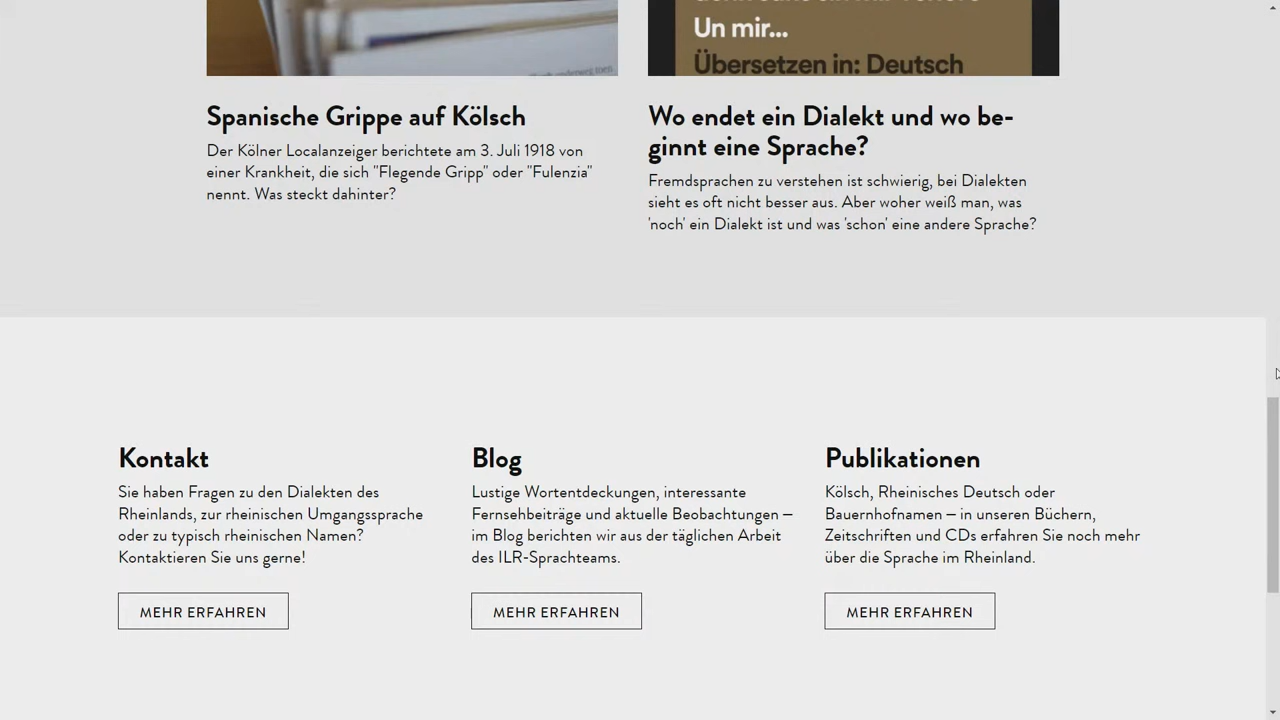 Un mir...
Übersetzen in: Deutsch
Spanische Grippe auf Kölsch
Der Kölner Localanzeiger berichtete am 3. Juli 1918 von
einer Krankheit, die sich "Flegende Gripp" oder "Fulenzia"
nennt. Was steckt dahinter?
Wo endet ein Dialekt und wo be-
ginnt eine Sprache?
Fremdsprachen zu verstehen ist schwierig, bei Dialekten
sieht es oft nicht besser aus. Aber woher weiß man, was
'noch' ein Dialekt ist und was 'schon' eine andere Sprache?
Kontakt
Sie haben Fragen zu den Dialekten des
Rheinlands, zur rheinischen Umgangssprache
oder zu typisch rheinischen Namen?
Kontaktieren Sie uns gerne!
MEHR ERFAHREN
Blog
Lustige Wortentdeckungen, interessante
Fernsehbeiträge und aktuelle Beobachtungen –
im Blog berichten wir aus der täglichen Arbeit
des ILR-Sprachteams.
MEHR ERFAHREN
Publikationen
Kölsch, Rheinisches Deutsch oder
Bauernhofnamen – in unseren Büchern,
Zeitschriften und CDs erfahren Sie noch mehr
über die Sprache im Rheinland.
MEHR ERFAHREN